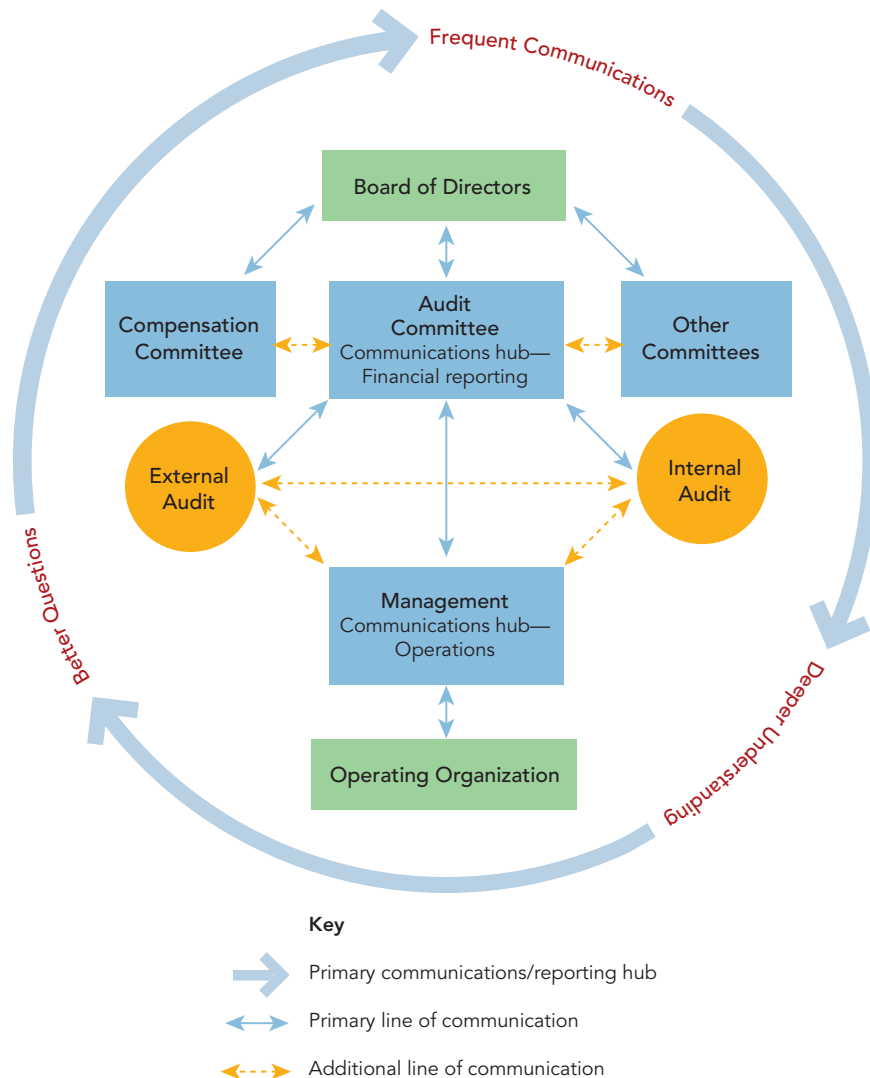 Frequent Communications
Board of Directors
Compensation
Committee
Audit
Committee
Communications hub—
Financial reporting
Other
Committees
External
Audit
Internal
Audit
Better Questions
Management
Communications hub—
Operations
Deeper Understanding
Operating Organization
Key
Primary communications/reporting hub
Primary line of communication
Additional line of communication